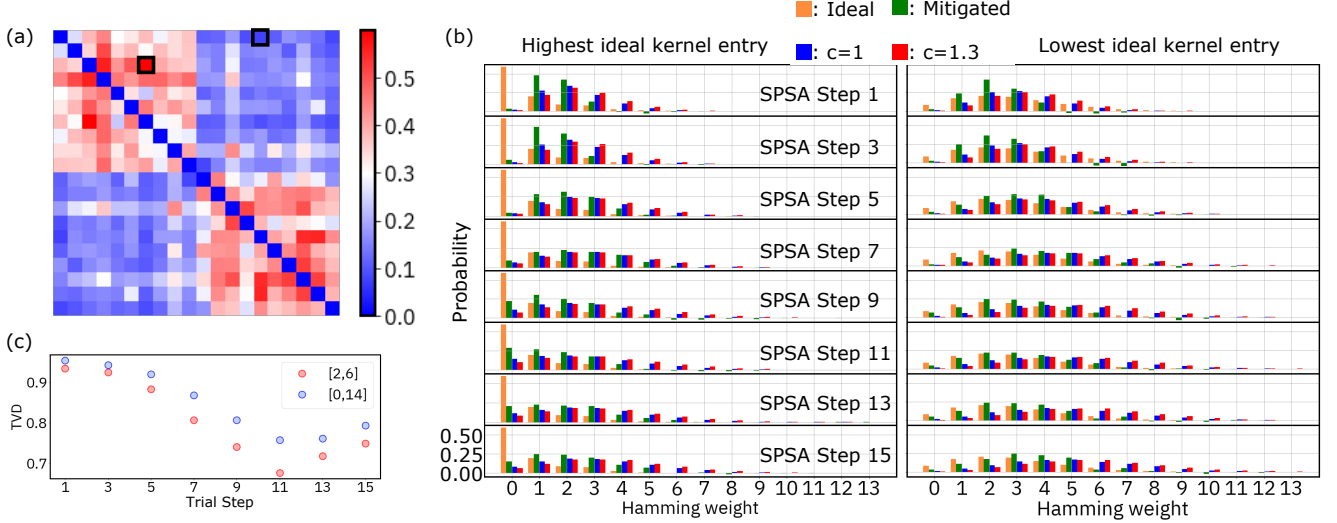 : Ideal : Mitigated
: c=1 : c=1.3
(a)
0.5
0.4
0.3
0.2
0.1
0.0
(b)
Highest ideal kernel entry
Lowest ideal kernel entry
Probability
SPSA Step 1
SPSA Step 3
SPSA Step 5
SPSA Step 7
SPSA Step 9
SPSA Step 11
SPSA Step 13
SPSA Step 15
0.50
0.25
0.00
0 1 2 3 4 5 6 7 8 9 10 11 12 13
Hamming weight
0 1 2 3 4 5 6 7 8 9 10 11 12 13
Hamming weight
(c)
[2,6]
[0,14]
TVD
0.9
0.8
0.7
1 3 5 7 9 11 13 15
Trial Step